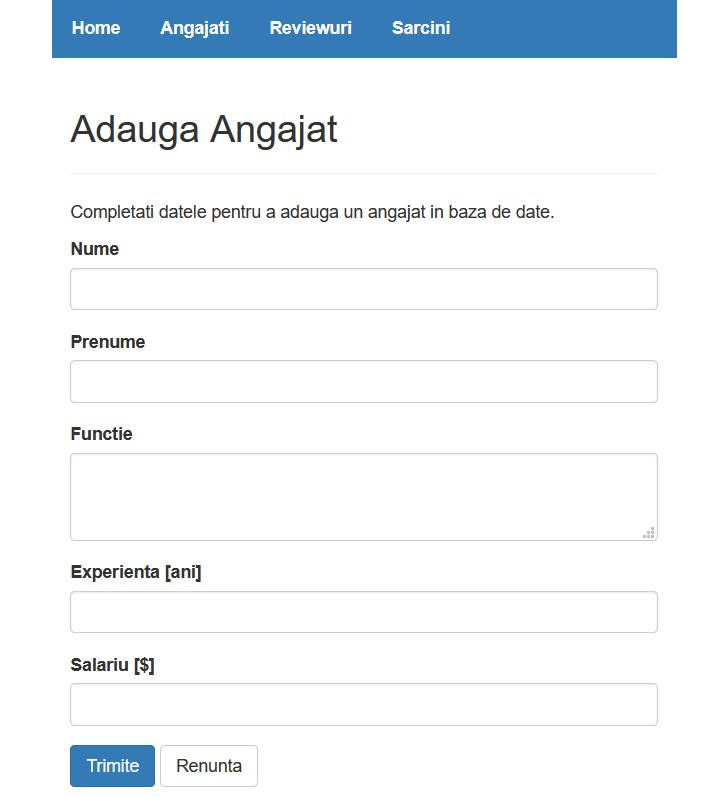 Home Angajati Reviewuri Sarcini
Adauga Angajat
Completati datele pentru a adauga un angajat in baza de date.
Nume
Prenume
Functie
Experienta [ani]
Salariu [$]
Trimite Renunta